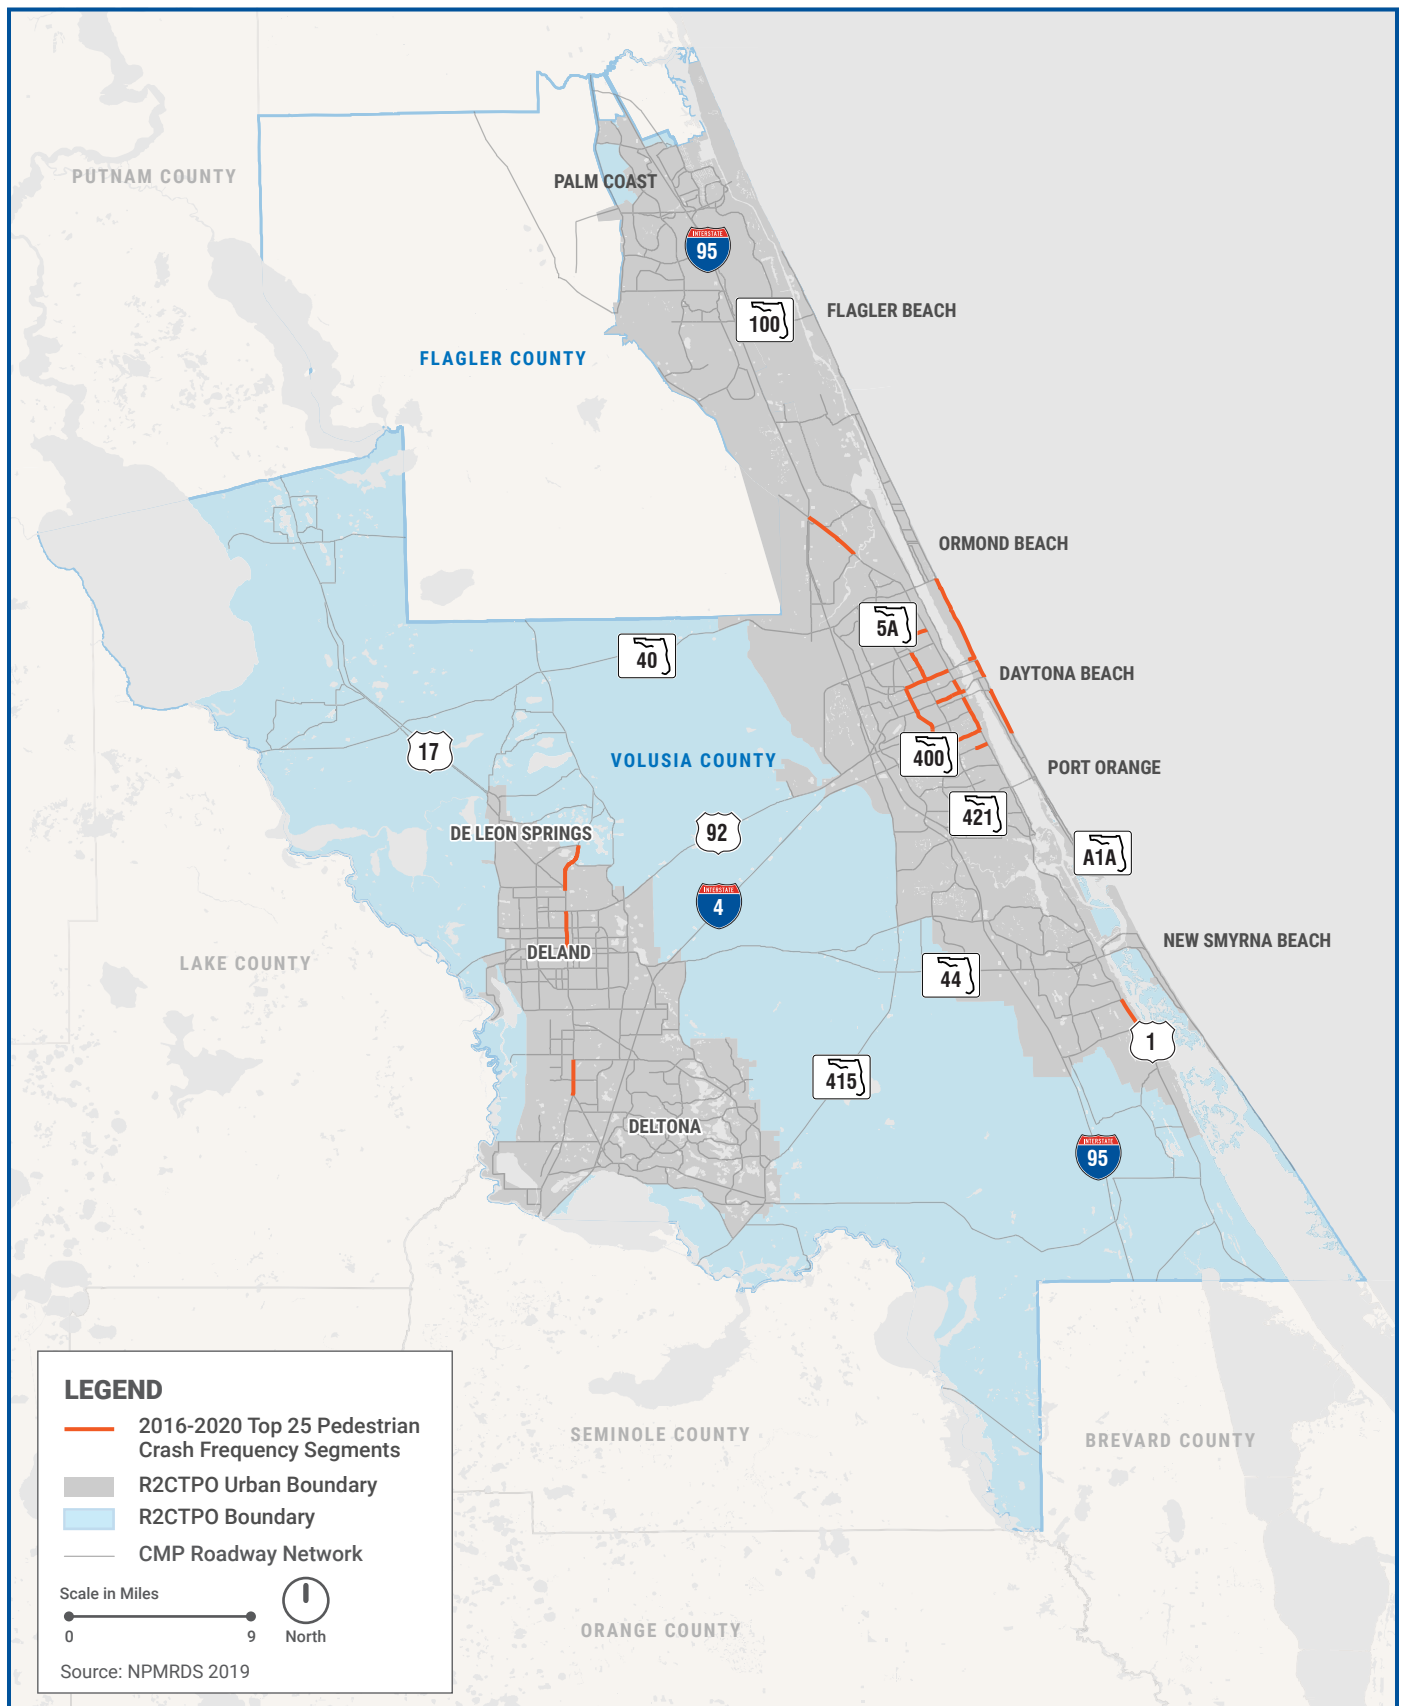 PUTNAM COUNTY
PALM COAST
INTERSTATE
95
100
FLAGLER BEACH
FLAGLER COUNTY
ORMOND BEACH
5A
40
DAYTONA BEACH
17
400
VOLUSIA COUNTY
PORT ORANGE
421
DE LEON SPRINGS
92
A1A
INTERSTATE
4
DELAND
NEW SMYRNA BEACH
LAKE COUNTY
44
1
415
DELTONA
INTERSTATE
95
LEGEND
2016-2020 Top 25 Pedestrian
Crash Frequency Segments
R2CTPO Urban Boundary
R2CTPO Boundary
CMP Roadway Network
Scale in Miles
0 9 North
Source: NPMRDS 2019
SEMINOLE COUNTY
BREVARD COUNTY
ORANGE COUNTY